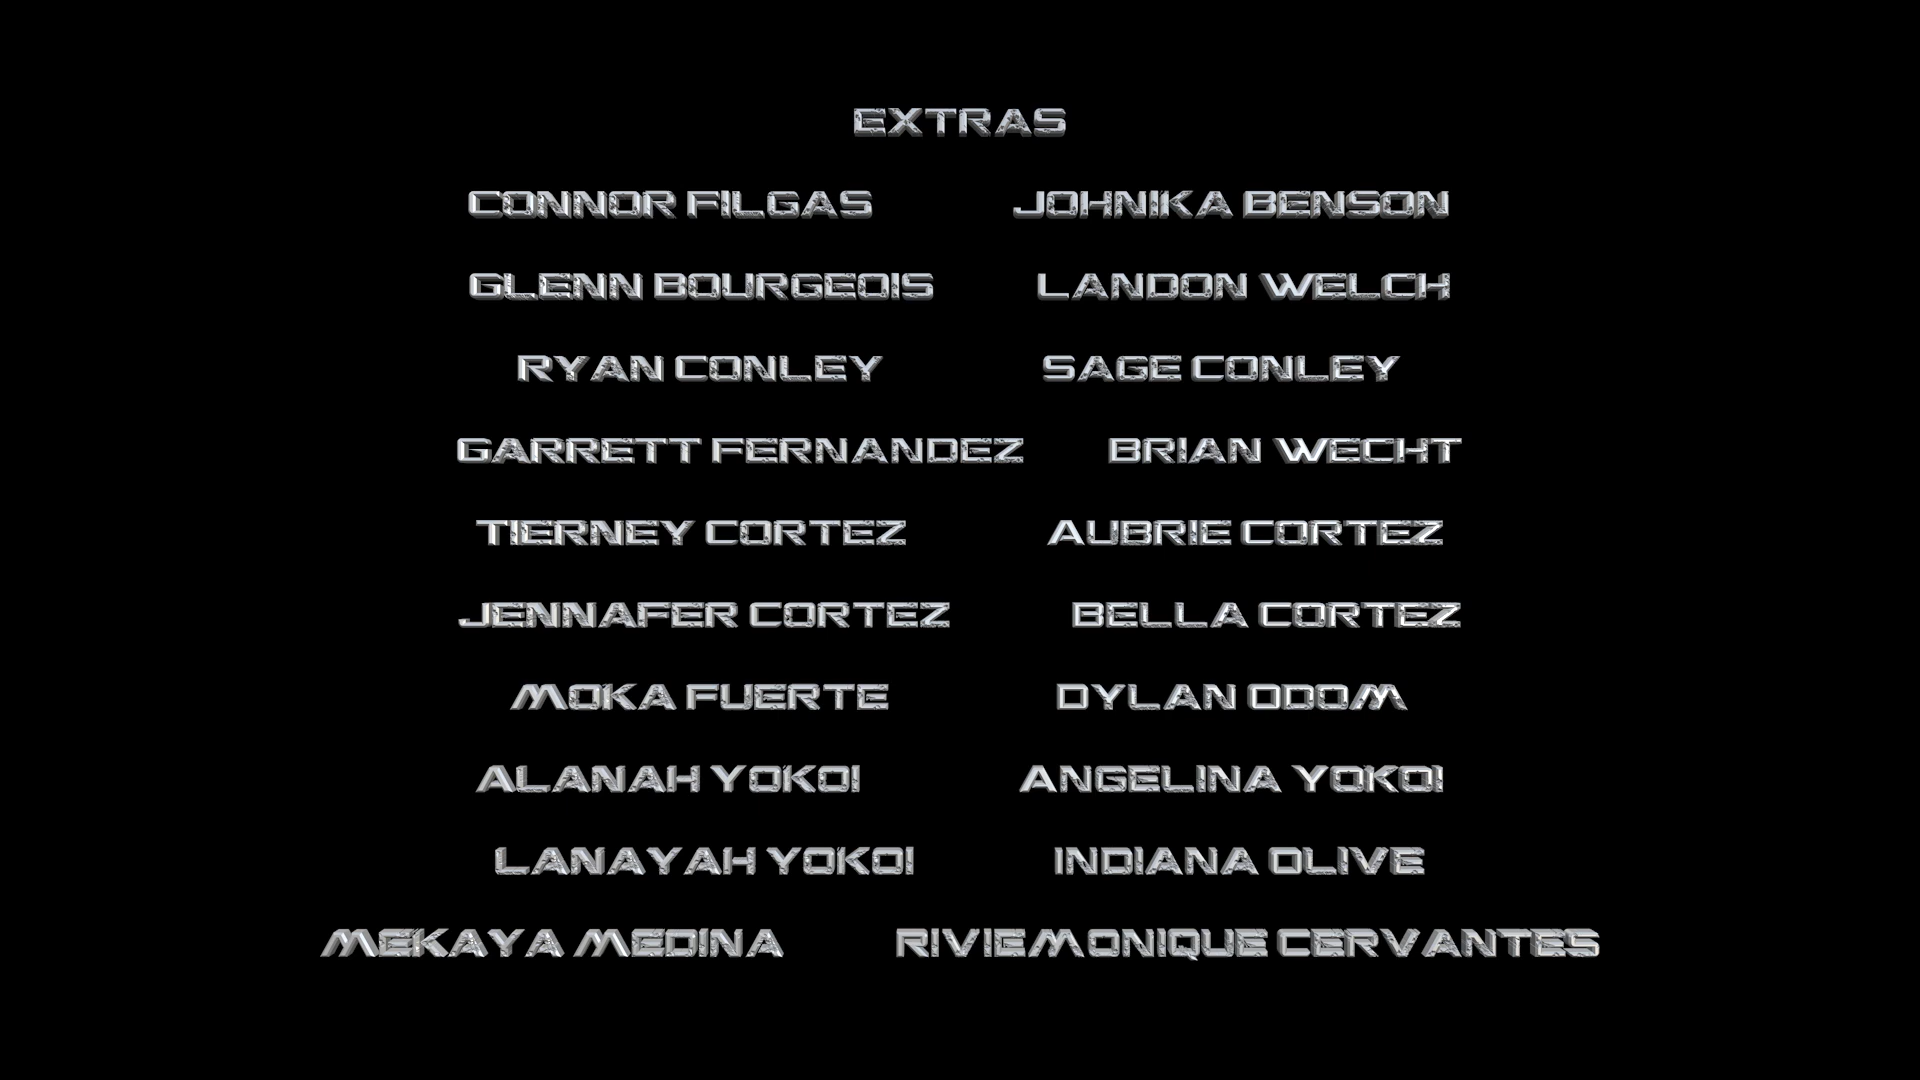 EXTRAS
CONNOR FILGAS JOHNIKA BENSON
GLENN BOURGEOIS LANDON WELCH
RYAN CONLEY SAGE CONLEY
GARRETT FERNANDEZ BRIAN WECHT
TIERNEY CORTEZ AUBRIE CORTEZ
JENNAFER CORTEZ BELLA CORTEZ
MOKA FUERTE DYLAN ODOM
ALANAH YOKOI ANGELINA YOKOI
LANAYAH YOKOI INDIANA OLIVE
MEKAYA MEDINA RIVIEMONIQUE CERVANTES